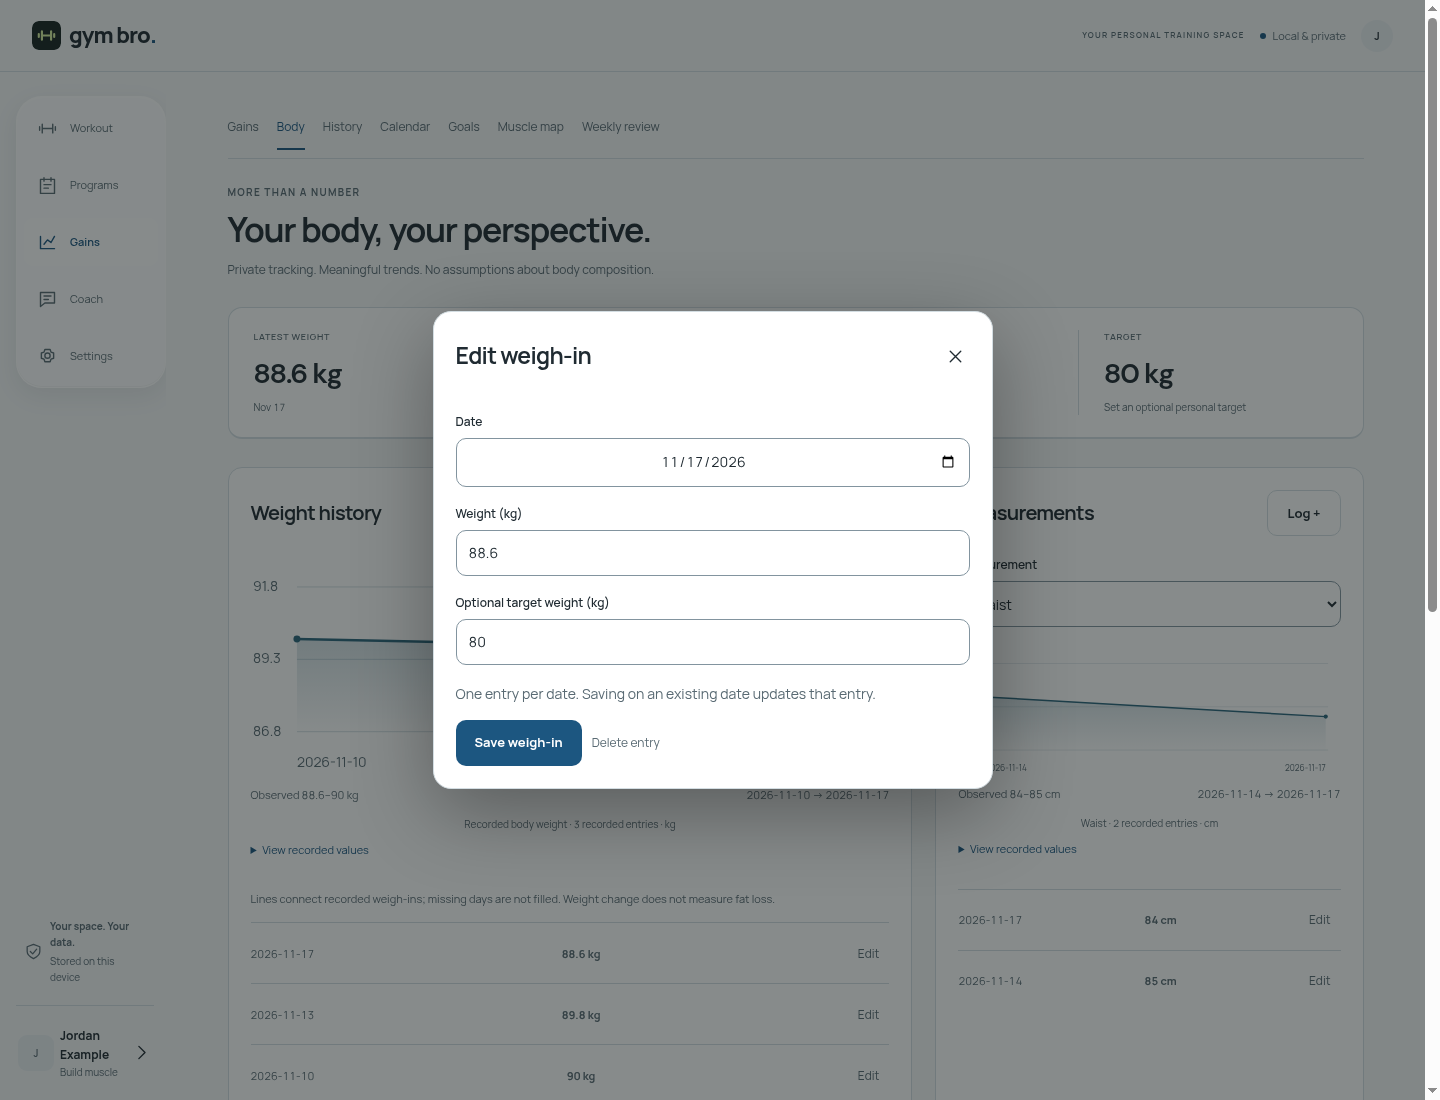 gym bro.
YOUR PERSONAL TRAINING SPACE
Local & private
J
Workout
Programs
Gains
Coach
Settings
Gains
Body
History
Calendar
Goals
Muscle map
Weekly review
MORE THAN A NUMBER
Your body, your perspective.
Private tracking. Meaningful trends. No assumptions about body composition.
LATEST WEIGHT
88.6 kg
Nov 17
TARGET
80 kg
Set an optional personal target
Edit weigh-in
Date
11/17/2026
Weight (kg)
88.6
Optional target weight (kg)
80
One entry per date. Saving on an existing date updates that entry.
Save weigh-in
Delete entry
Weight history
91.8
89.3
86.8
2026-11-10
Observed 88.6–90 kg
2026-11-10 → 2026-11-17
Recorded body weight · 3 recorded entries · kg
▶ View recorded values
Lines connect recorded weigh-ins; missing days are not filled. Weight change does not measure fat loss.
2026-11-17
88.6 kg
Edit
2026-11-13
89.8 kg
Edit
2026-11-10
90 kg
Edit
asurements
Log +
urement
ist
26-11-14
2026-11-17
Observed 84–85 cm
2026-11-14 → 2026-11-17
Waist · 2 recorded entries · cm
▶ View recorded values
2026-11-17
84 cm
Edit
2026-11-14
85 cm
Edit
Your space. Your
data.
Stored on this
device
J
Jordan
Example
Build muscle